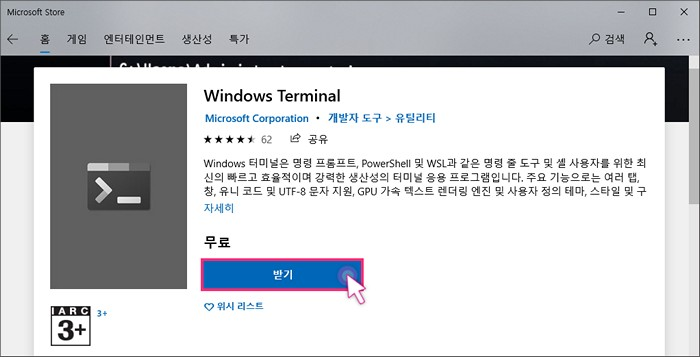 Microsoft Store
홈 게임 엔터테인먼트 생산성 특가 검색
Windows Terminal
Microsoft Corporation • 개발자 도구 > 유틸리티
62 공유
Windows 터미널은 명령 프롬프트, PowerShell 및 WSL과 같은 명령 줄 도구 및 셸 사용자를 위한 최
신의 빠르고 효율적이며 강력한 생산성의 터미널 응용 프로그램입니다. 주요 기능으로는 여러 탭,
창, 유니 코드 및 UTF-8 문자 지원, GPU 가속 텍스트 렌더링 엔진 및 사용자 정의 테마, 스타일 및 구
자세히
무료
받기
위시 리스트
IARC
3+
3+